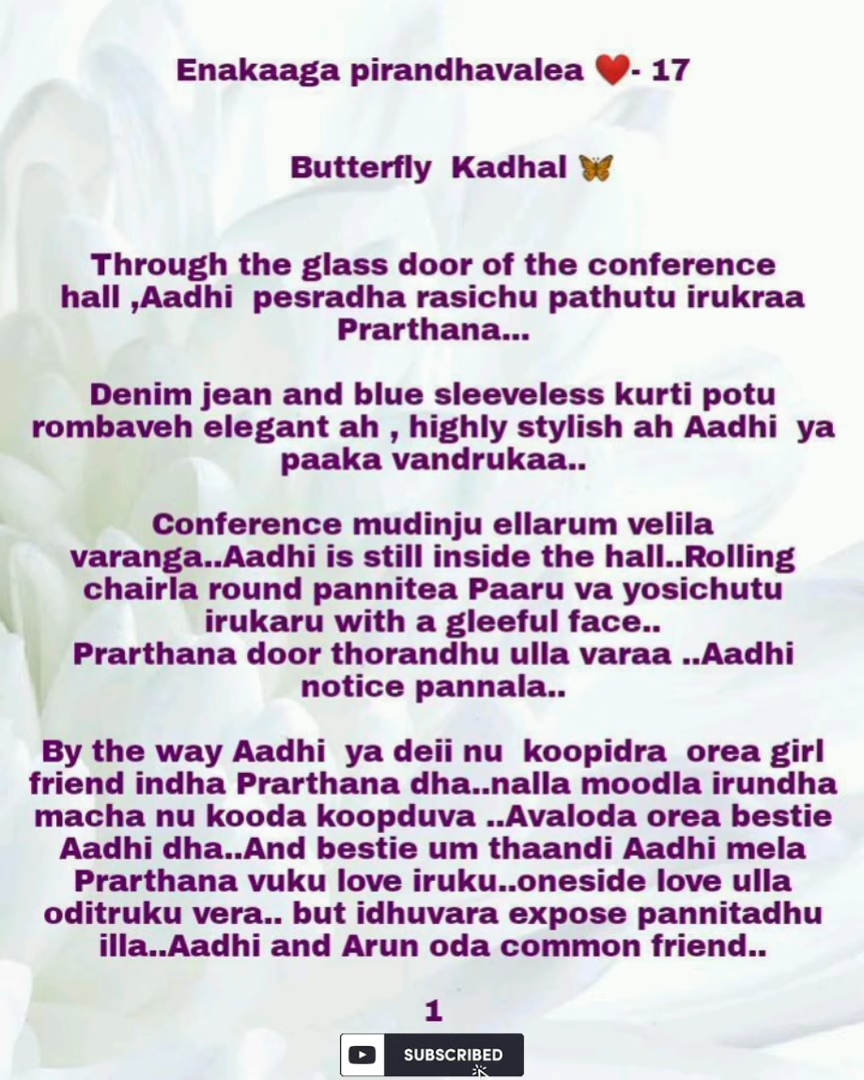 Enakaaga pirandhavalea ❤️- 17
Butterfly Kadhal 🦋
Through the glass door of the conference
hall ,Aadhi pesradha rasichu pathutu irukraa
Prarthana...
Denim jean and blue sleeveless kurti potu
rombaveh elegant ah , highly stylish ah Aadhi ya
paaka vandrukaa..
Conference mudinju ellarum velila
varanga..Aadhi is still inside the hall..Rolling
chairla round pannitea Paaru va yosichutu
irukaru with a gleeful face..
Prarthana door thorandhu ulla varaa ..Aadhi
notice pannala..
By the way Aadhi ya deii nu koopidra orea girl
friend indha Prarthana dha..nalla moodla irundha
macha nu kooda koopduva ..Avaloda orea bestie
Aadhi dha..And bestie um thaandi Aadhi mela
Prarthana vuku love iruku..oneside love ulla
oditruku vera.. but idhuvara expose pannitadhu
illa..Aadhi and Arun oda common friend..
1
SUBSCRIBED